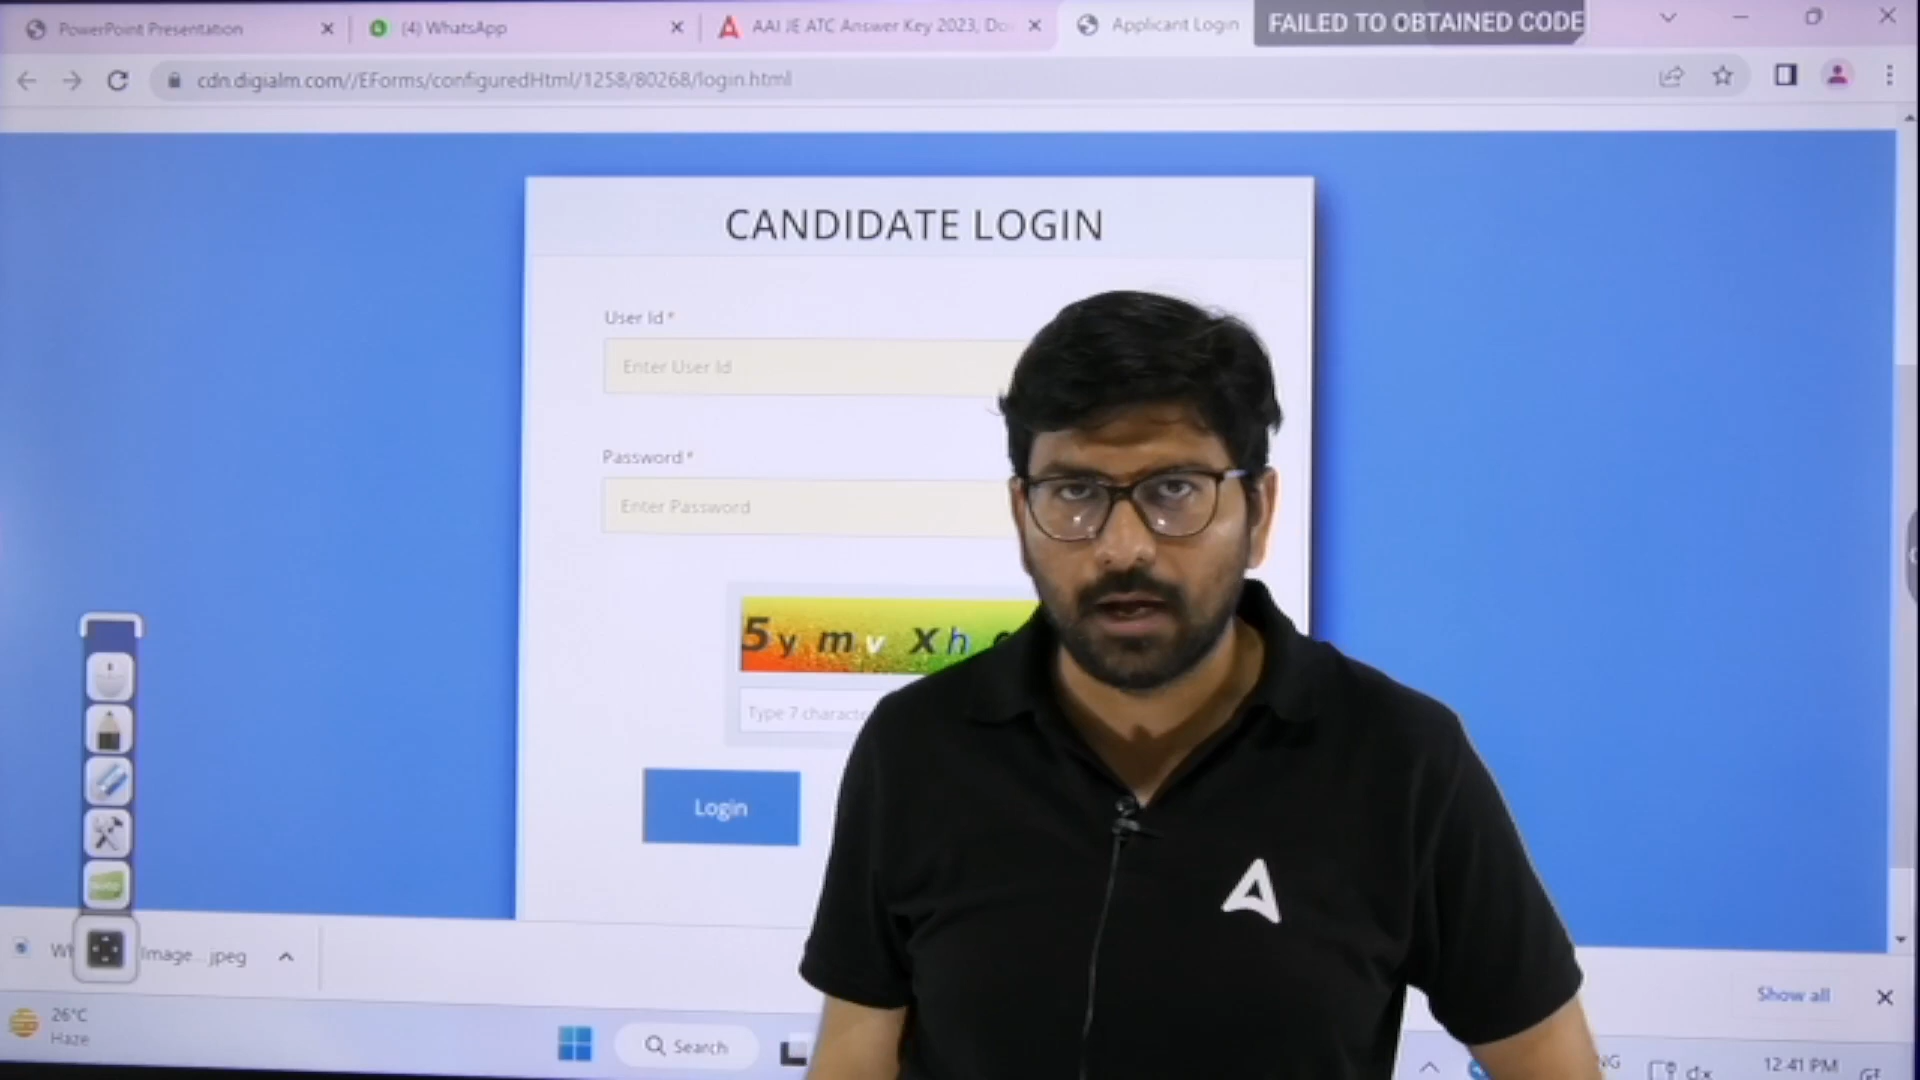 PowerPoint Presentation
(4) WhatsApp
AAI JE ATC Answer Key 2023, Do
Applicant Login
FAILED TO OBTAINED CODE
cdn.digialm.com//EForms/configuredHtml/1258/80268/login.html
CANDIDATE LOGIN
User Id*
Enter User Id
Password*
Enter Password
5ymvXh
Type 7 characte
Login
Wh
Image...jpeg
Show all
26°C
Haze
Search
12:41 PM